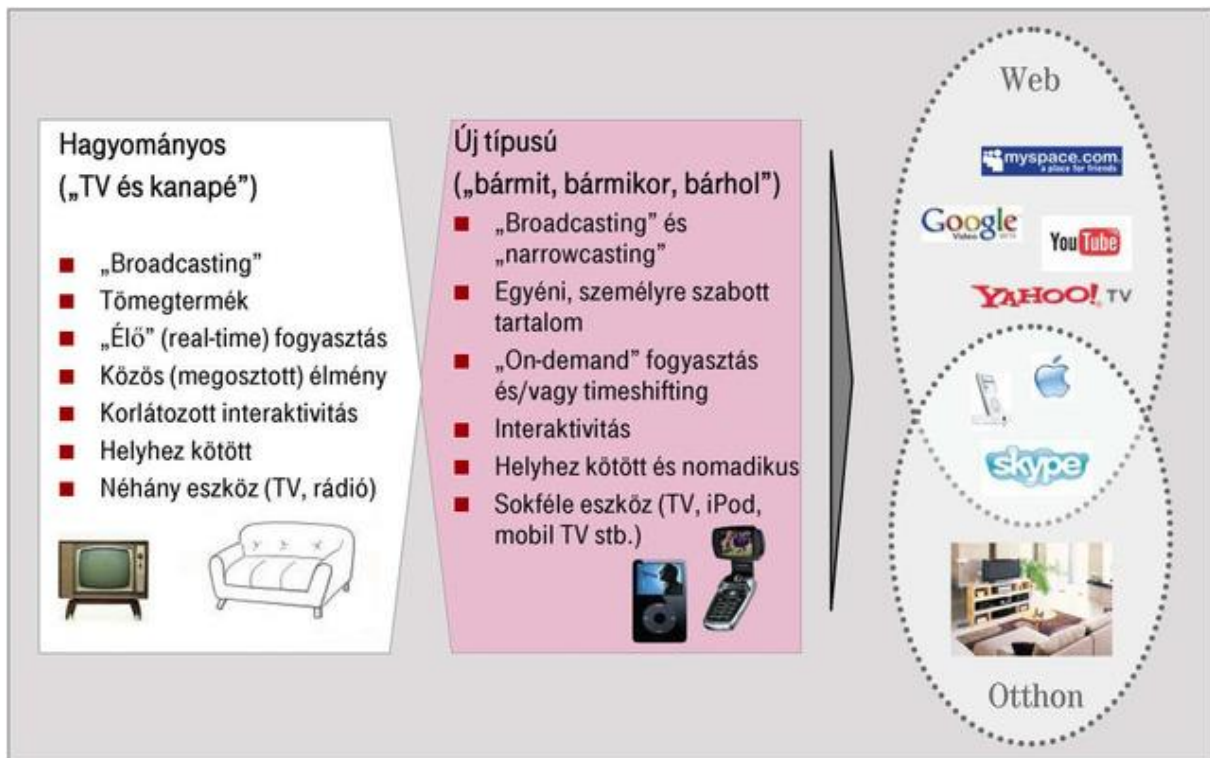 Hagyományos
(„TV és kanapé”)
„Broadcasting”
Tömegtermék
„Élő” (real-time) fogyasztás
Közös (megosztott) élmény
Korlátozott interaktivitás
Helyhez kötött
Néhány eszköz (TV, rádió)
Új típusú
(„bármit, bármikor, bárhol”)
„Broadcasting” és
„narrowcasting”
Egyéni, személyre szabott
tartalom
„On-demand” fogyasztás
és/vagy timeshifting
Interaktivitás
Helyhez kötött és nomadikus
Sokféle eszköz (TV, iPod,
mobil TV stb.)
Web
myspace.com.
a place for friends
Google
Video
YouTube
YAHOO! TV
skype
Otthon